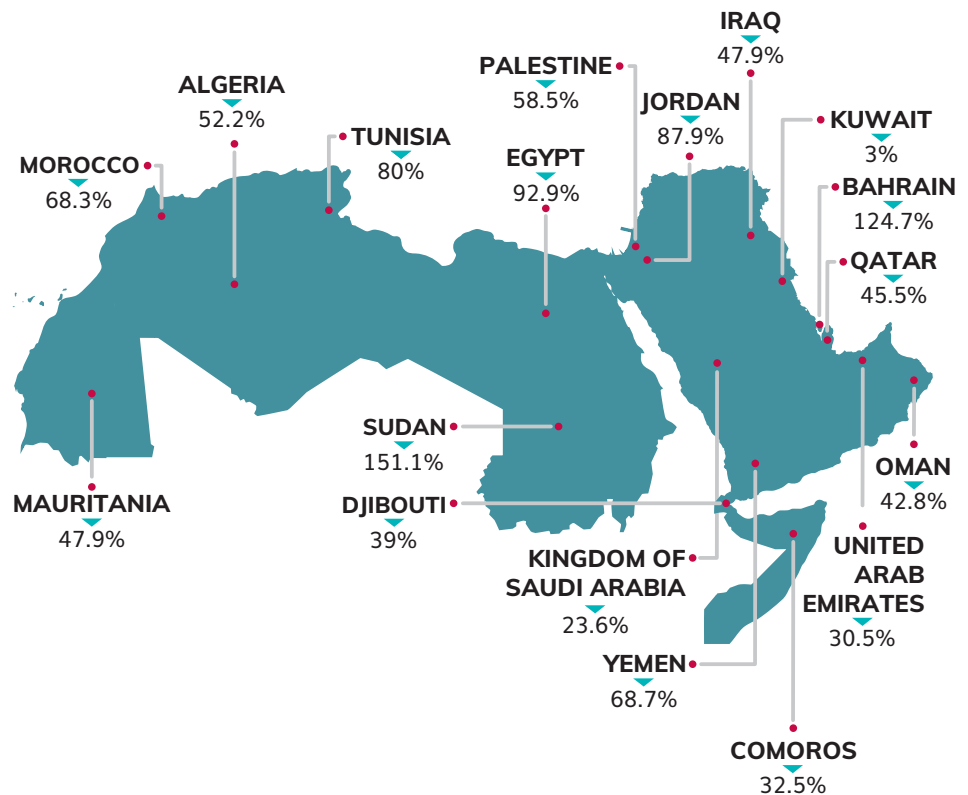 IRAQ
47.9%
PALESTINE
58.5%
ALGERIA
52.2%
JORDAN
87.9%
KUWAIT
3%
TUNISIA
80%
EGYPT
92.9%
MOROCCO
68.3%
BAHRAIN
124.7%
QATAR
45.5%
SUDAN
151.1%
OMAN
42.8%
MAURITANIA
47.9%
DJIBOUTI
39%
KINGDOM OF
SAUDI ARABIA
23.6%
UNITED
ARAB
EMIRATES
30.5%
YEMEN
68.7%
COMOROS
32.5%